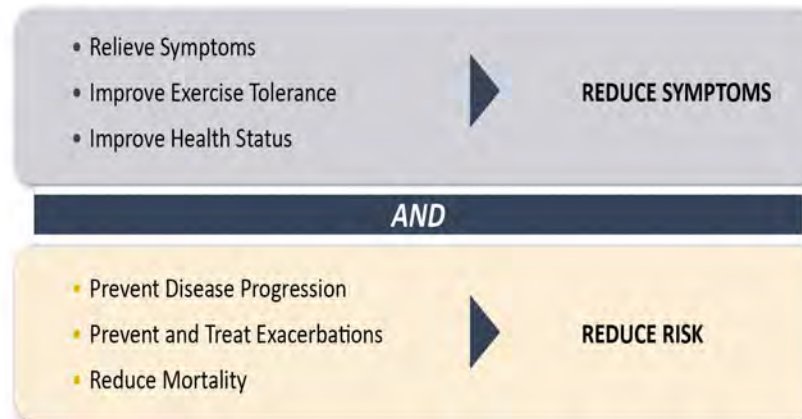 • Relieve Symptoms
• Improve Exercise Tolerance
• Improve Health Status
REDUCE SYMPTOMS
AND
• Prevent Disease Progression
• Prevent and Treat Exacerbations
• Reduce Mortality
REDUCE RISK